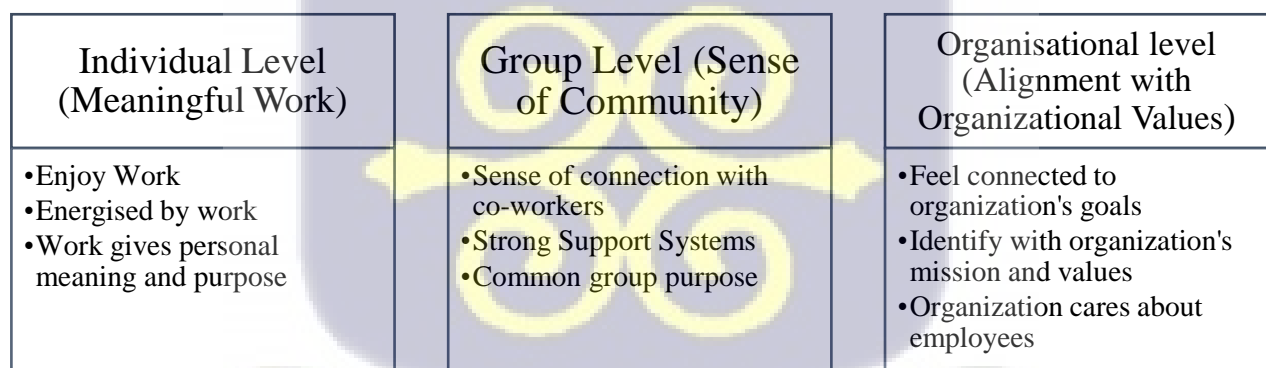 Individual Level
(Meaningful Work)
•Enjoy Work
•Energised by work
•Work gives personal
meaning and purpose
Group Level (Sense
of Community)
•Sense of connection with
co-workers
•Strong Support Systems
•Common group purpose
Organisational level
(Alignment with
Organizational Values)
•Feel connected to
organization's goals
•Identify with organization's
mission and values
•Organization cares about
employees